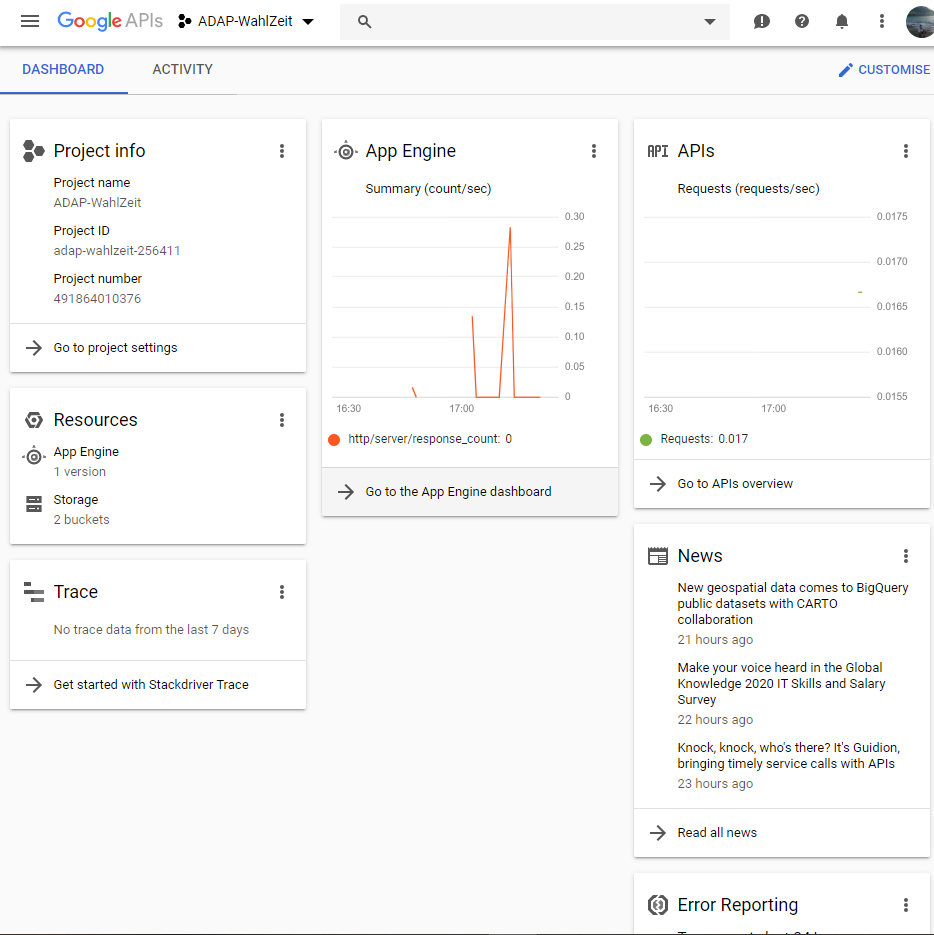 Google APIs
ADAP-WahlZeit
DASHBOARD
ACTIVITY
CUSTOMISE
Project info
Project name
ADAP-WahlZeit
Project ID
adap-wahlzeit-256411
Project number
491864010376
Go to project settings
Resources
App Engine
1 version
Storage
2 buckets
Trace
No trace data from the last 7 days
Get started with Stackdriver Trace
App Engine
Summary (count/sec)
0.30
0.25
0.20
0.15
0.10
0.05
0
16:30
17:00
http/server/response_count: 0
Go to the App Engine dashboard
API APIs
Requests (requests/sec)
0.0175
0.0170
0.0165
0.0160
0.0155
16:30
17:00
Requests: 0.017
Go to APIs overview
News
New geospatial data comes to BigQuery
public datasets with CARTO
collaboration
21 hours ago
Make your voice heard in the Global
Knowledge 2020 IT Skills and Salary
Survey
22 hours ago
Knock, knock, who's there? It's Guidion,
bringing timely service calls with APIs
23 hours ago
Read all news
Error Reporting